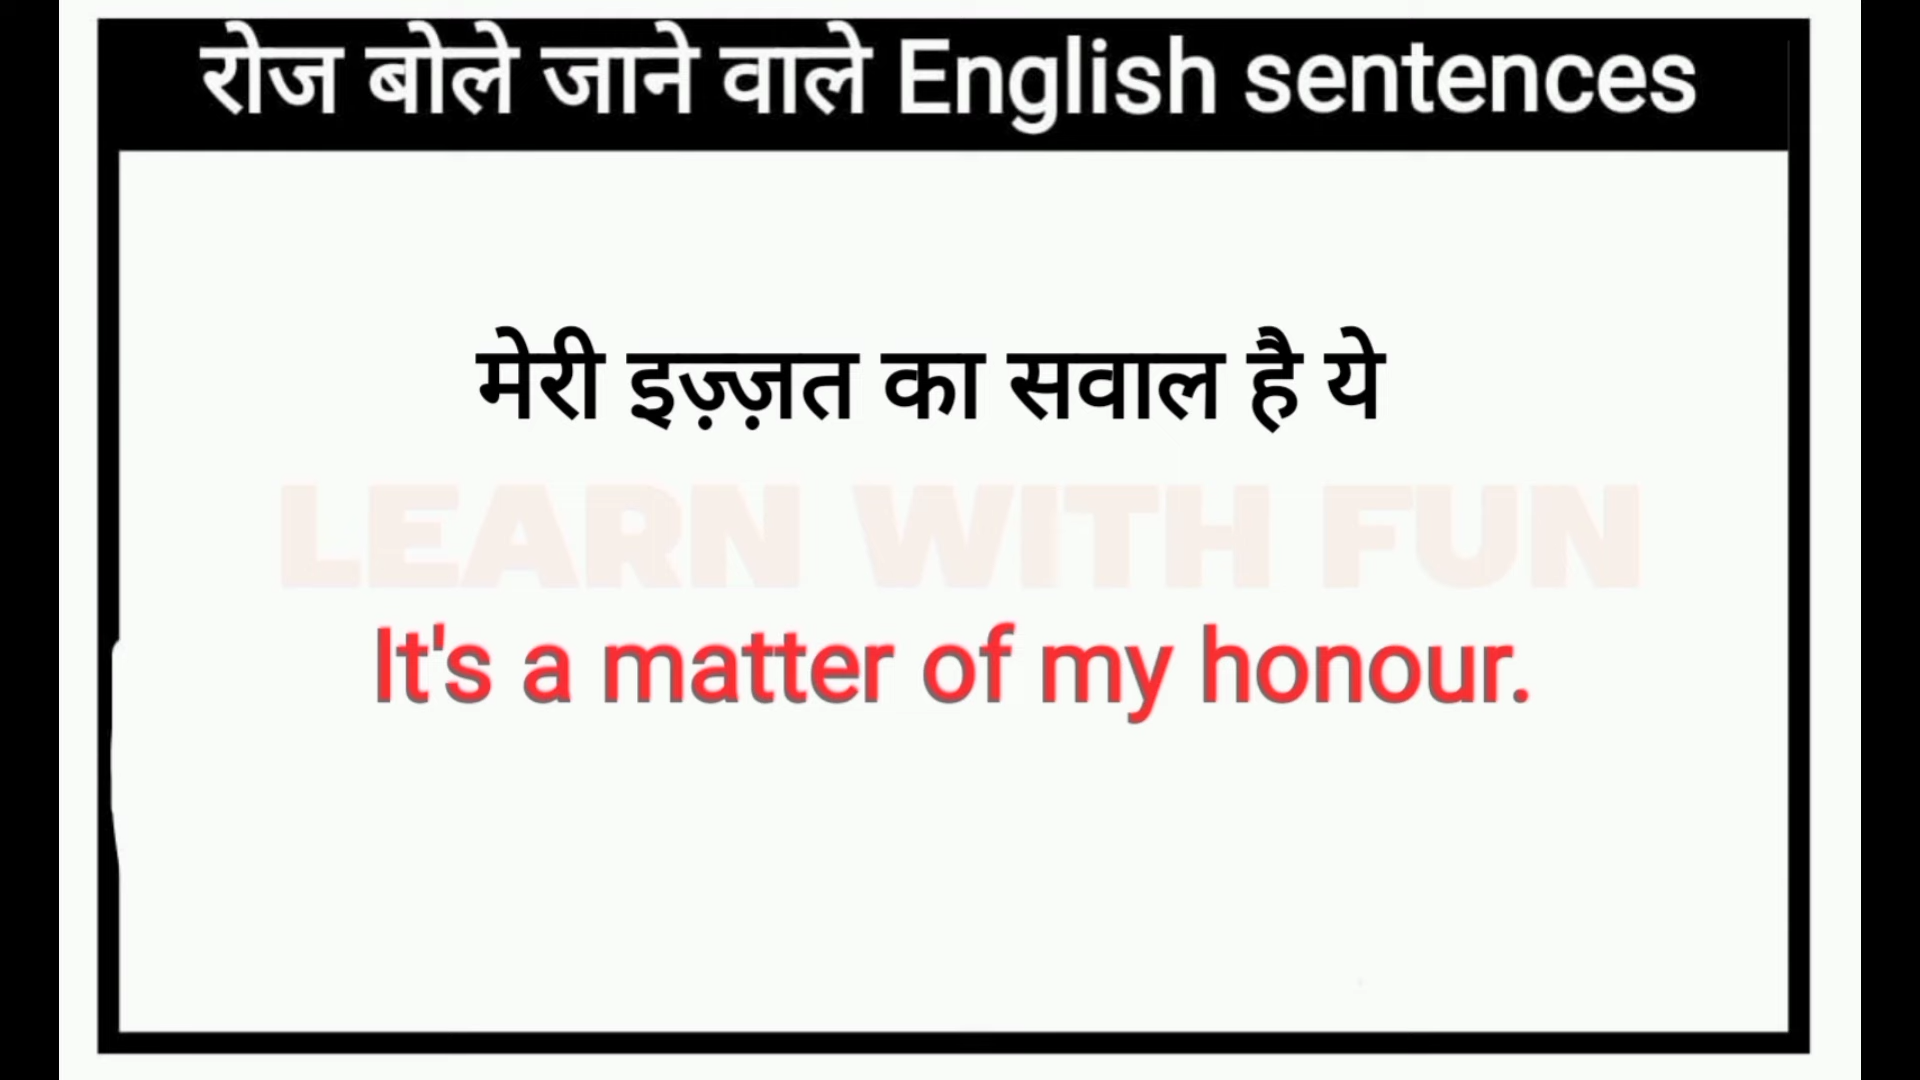 रोज बोले जाने वाले English sentences
मेरी इज़्ज़त का सवाल है ये
LEARN WITH FUN
It's a matter of my honour.